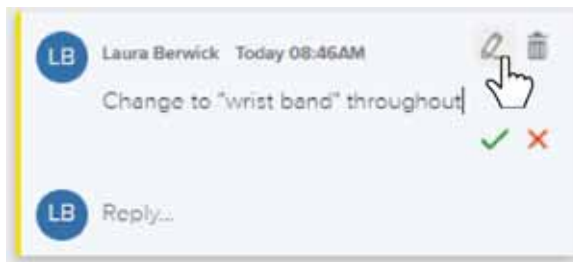 LB Laura Berwick Today 08:46AM
Change to "wrist band" throughout
LB Reply...